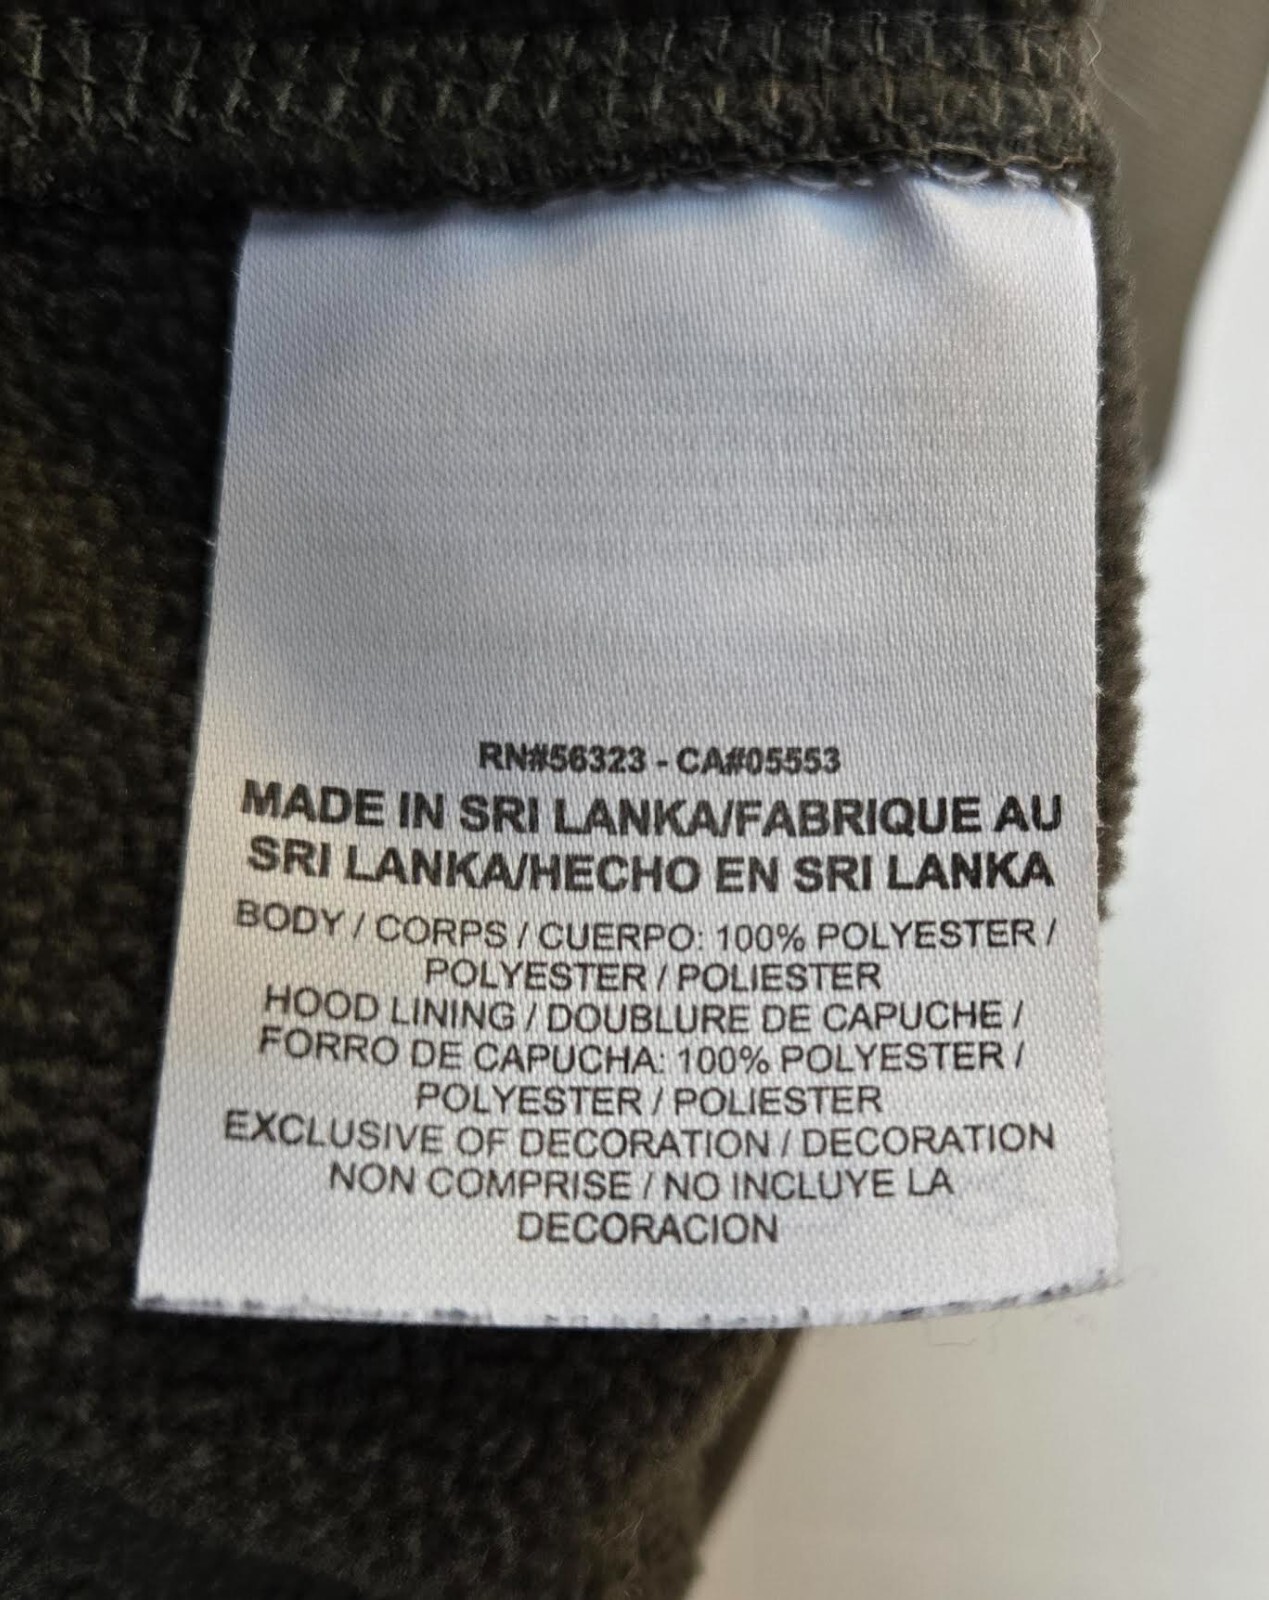 RN#56323 - CA#05553
MADE IN SRI LANKA/FABRIQUE AU
SRI LANKA/HECHO EN SRI LANKA
BODY / CORPS / CUERPO: 100% POLYESTER /
POLYESTER / POLIESTER
HOOD LINING / DOUBLURE DE CAPUCHE /
FORRO DE CAPUCHA: 100% POLYESTER /
POLYESTER / POLIESTER
EXCLUSIVE OF DECORATION / DECORATION
NON COMPRISE / NO INCLUYE LA
DECORACION